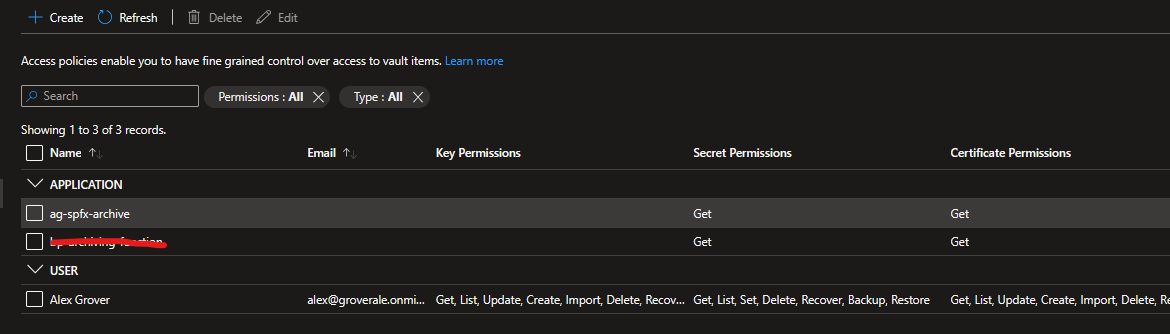 Create Refresh Delete Edit
Access policies enable you to have fine grained control over access to vault items. Learn more
Search Permissions : All Type : All
Showing 1 to 3 of 3 records.
Name Email Key Permissions Secret Permissions Certificate Permissions
APPLICATION
ag-spfx-archive Get Get
Get Get
USER
Alex Grover alex@groverale.onmi... Get, List, Update, Create, Import, Delete, Recov... Get, List, Set, Delete, Recover, Backup, Restore Get, List, Update, Create, Import, Delete, Re